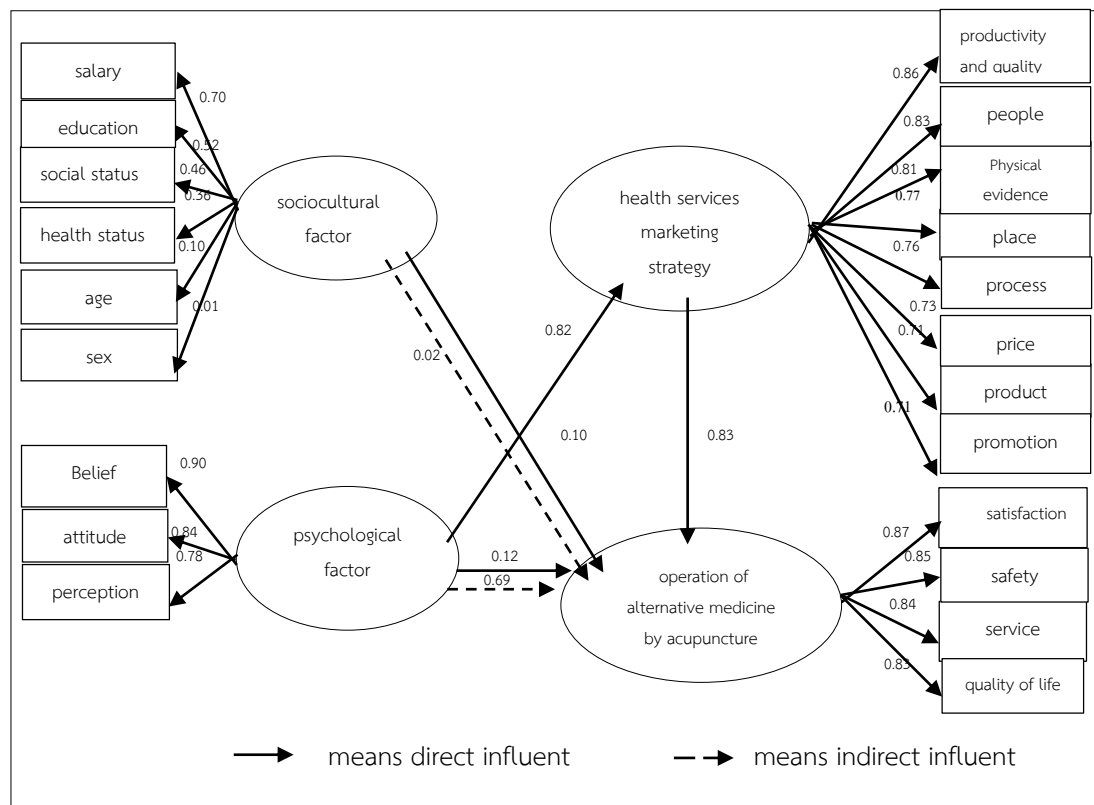 salary
0.70
education
0.52
social status
0.46
0.36
health status
0.10
age
0.01
sex
sociocultural
factor
health services
marketing
strategy
productivity
and quality
0.86
people
0.83
Physical
evidence
0.81
0.77
place
0.76
process
0.73
price
0.71
product
0.71
promotion
0.82
0.02
0.10
0.83
Belief
0.90
attitude
0.84
0.78
perception
psychological
factor
0.12
0.69
operation of
alternative medicine
by acupuncture
satisfaction
0.87
0.85
safety
0.84
service
0.83
quality of life
means direct influent
means indirect influent